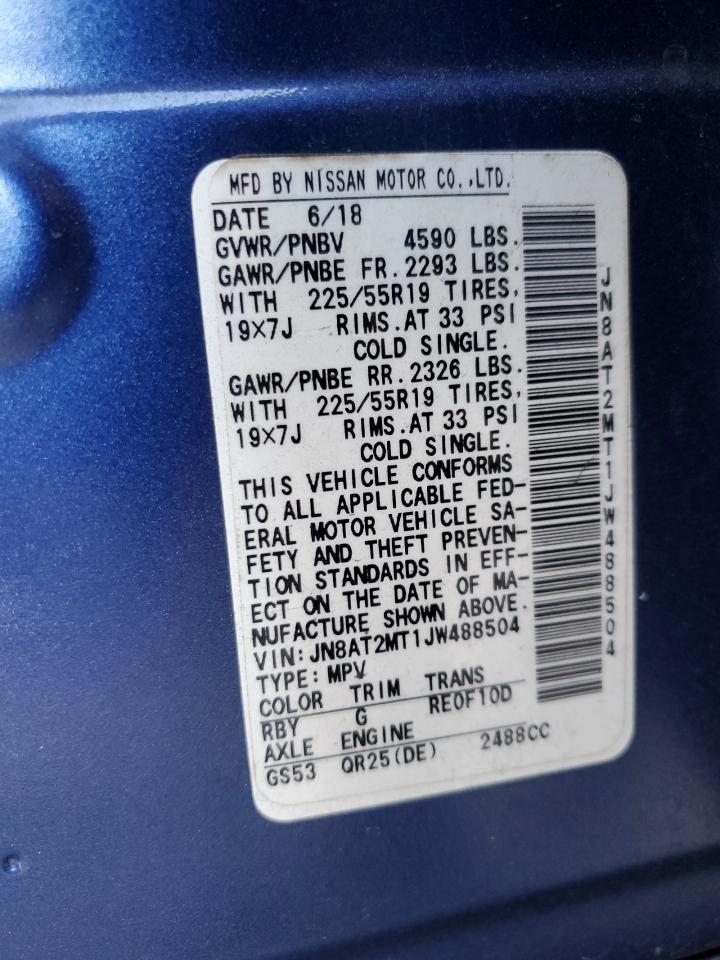 MFD BY NISSAN MOTOR CO.,LTD.
DATE 6/18
GVWR/PNBV 4590 LBS.
GAWR/PNBE FR. 2293 LBS.
WITH 225/55R19 TIRES,
19X7J RIMS.AT 33 PSI
COLD SINGLE.
GAWR/PNBE RR. 2326 LBS.
WITH 225/55R19 TIRES,
19X7J RIMS.AT 33 PSI
COLD SINGLE.
THIS VEHICLE CONFORMS
TO ALL APPLICABLE FED-
ERAL MOTOR VEHICLE SA-
FETY AND THEFT PREVEN-
TION STANDARDS IN EFF-
ECT ON THE DATE OF MA-
NUFACTURE SHOWN ABOVE.
VIN:JN8AT2MT1JW488504
TYPE:MPV
COLOR TRIM TRANS
RBY G RE0F10D
AXLE ENGINE
GS53 QR25(DE) 2488CC
JN8AT2MT1JW488504